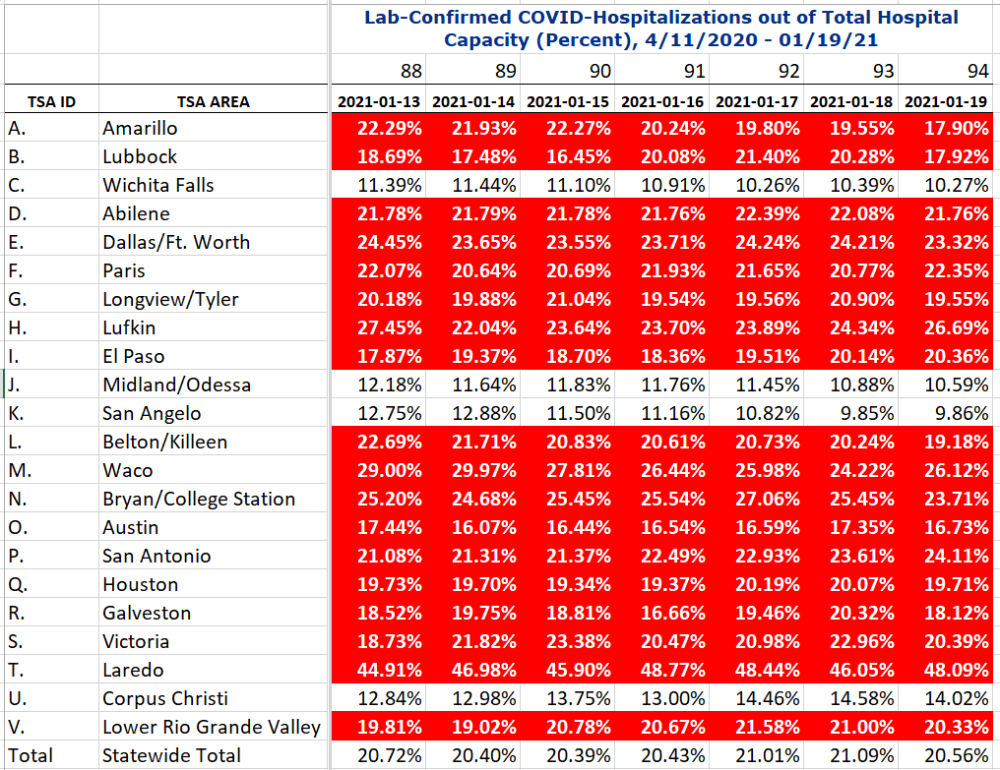 Lab-Confirmed COVID-Hospitalizations out of Total Hospital
Capacity (Percent), 4/11/2020 - 01/19/21
88 89 90 91 92 93 94
TSA ID TSA AREA 2021-01-13 2021-01-14 2021-01-15 2021-01-16 2021-01-17 2021-01-18 2021-01-19
A. Amarillo 22.29% 21.93% 22.27% 20.24% 19.80% 19.55% 17.90%
B. Lubbock 18.69% 17.48% 16.45% 20.08% 21.40% 20.28% 17.92%
C. Wichita Falls 11.39% 11.44% 11.10% 10.91% 10.26% 10.39% 10.27%
D. Abilene 21.78% 21.79% 21.78% 21.76% 22.39% 22.08% 21.76%
E. Dallas/Ft. Worth 24.45% 23.65% 23.55% 23.71% 24.24% 24.21% 23.32%
F. Paris 22.07% 20.64% 20.69% 21.93% 21.65% 20.77% 22.35%
G. Longview/Tyler 20.18% 19.88% 21.04% 19.54% 19.56% 20.90% 19.55%
H. Lufkin 27.45% 22.04% 23.64% 23.70% 23.89% 24.34% 26.69%
I. El Paso 17.87% 19.37% 18.70% 18.36% 19.51% 20.14% 20.36%
J. Midland/Odessa 12.18% 11.64% 11.83% 11.76% 11.45% 10.88% 10.59%
K. San Angelo 12.75% 12.88% 11.50% 11.16% 10.82% 9.85% 9.86%
L. Belton/Killeen 22.69% 21.71% 20.83% 20.61% 20.73% 20.24% 19.18%
M. Waco 29.00% 29.97% 27.81% 26.44% 25.98% 24.22% 26.12%
N. Bryan/College Station 25.20% 24.68% 25.45% 25.54% 27.06% 25.45% 23.71%
O. Austin 17.44% 16.07% 16.44% 16.54% 16.59% 17.35% 16.73%
P. San Antonio 21.08% 21.31% 21.37% 22.49% 22.93% 23.61% 24.11%
Q. Houston 19.73% 19.70% 19.34% 19.37% 20.19% 20.07% 19.71%
R. Galveston 18.52% 19.75% 18.81% 16.66% 19.46% 20.32% 18.12%
S. Victoria 18.73% 21.82% 23.38% 20.47% 20.98% 22.96% 20.39%
T. Laredo 44.91% 46.98% 45.90% 48.77% 48.44% 46.05% 48.09%
U. Corpus Christi 12.84% 12.98% 13.75% 13.00% 14.46% 14.58% 14.02%
V. Lower Rio Grande Valley 19.81% 19.02% 20.78% 20.67% 21.58% 21.00% 20.33%
Total Statewide Total 20.72% 20.40% 20.39% 20.43% 21.01% 21.09% 20.56%